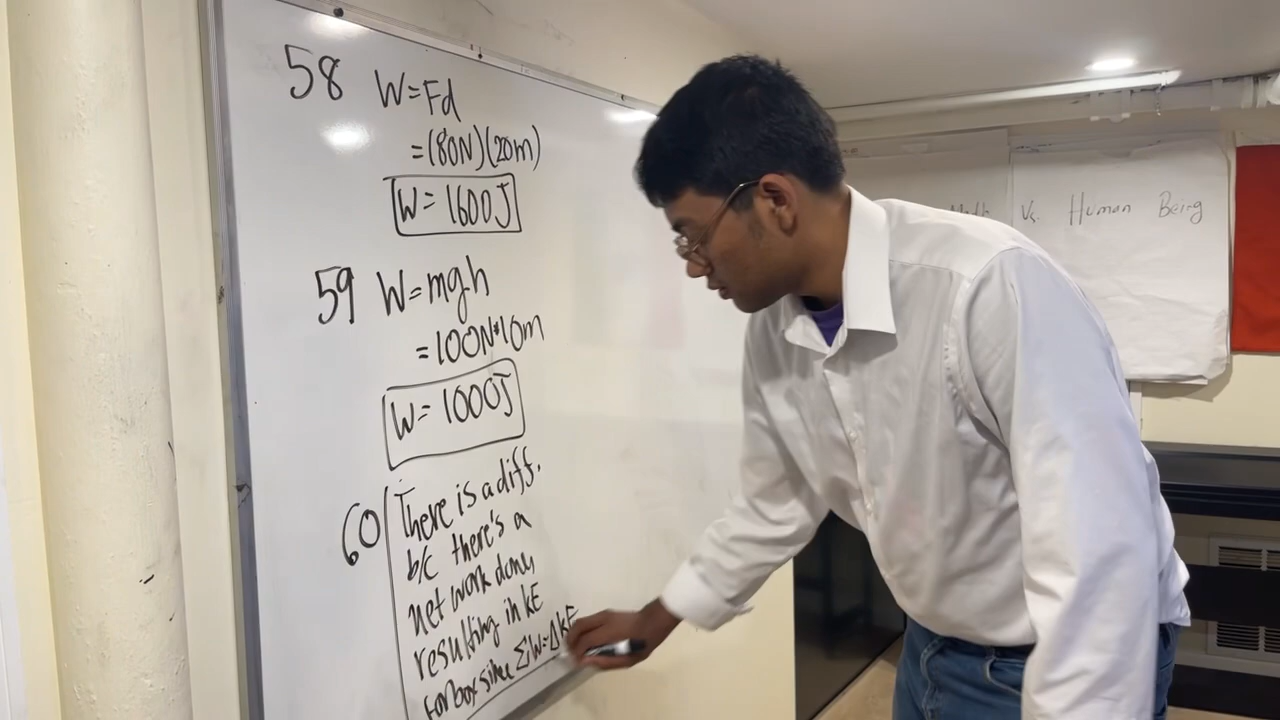 58 W=Fd
=(80N)(20m)
W=1600J
59 W=mgh
=100N*10m
W=1000J
60 There is a diff.
b/c there's a
net work done,
resulting in KE
for box since ΣW=ΔKE
Math Vs. Human Being